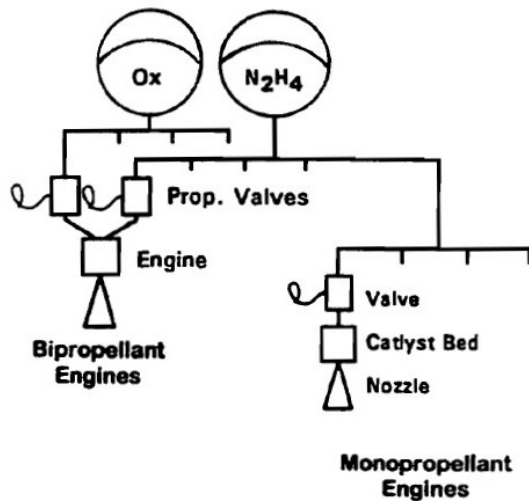 Ox
N₂H₄
Prop. Valves
Engine
Bipropellant
Engines
Valve
Catlyst Bed
Nozzle
Monopropellant
Engines